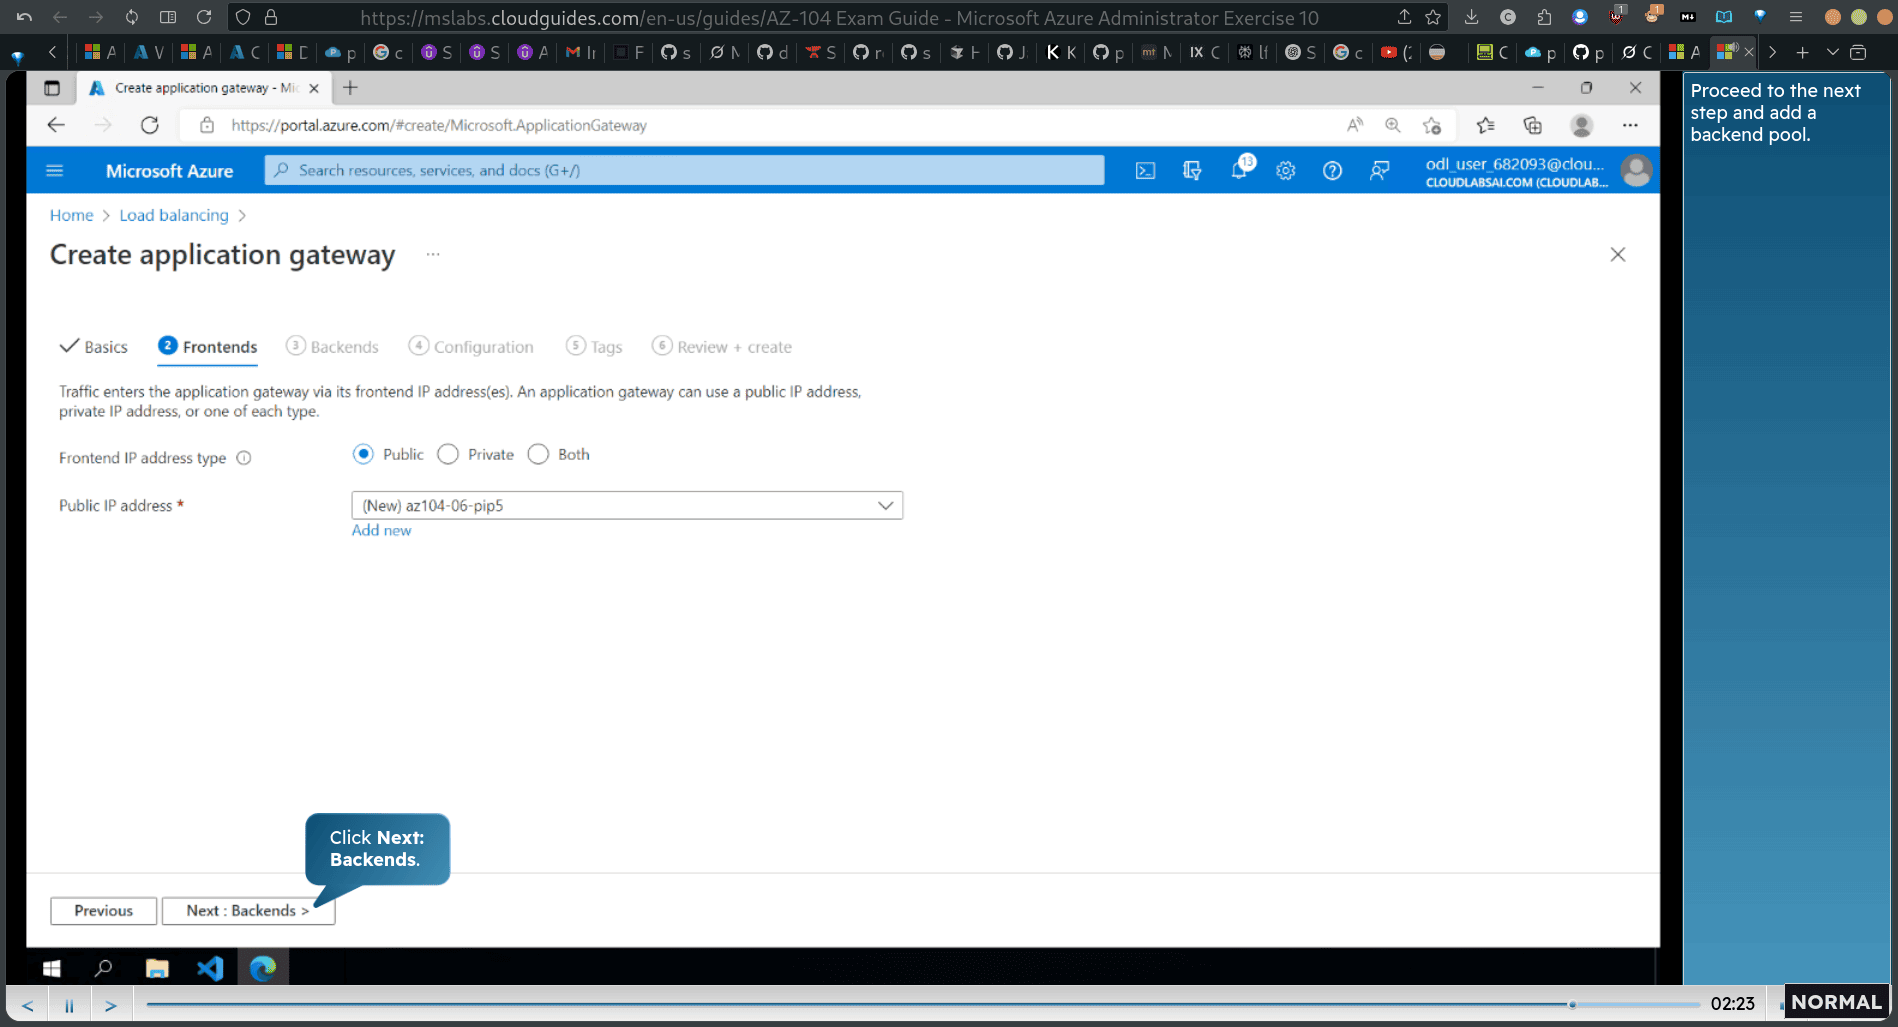 https://mslabs.cloudguides.com/en-us/guides/AZ-104 Exam Guide - Microsoft Azure Administrator Exercise 10
Create application gateway - Mic
https://portal.azure.com/#create/Microsoft.ApplicationGateway
Microsoft Azure
Search resources, services, and docs (G+/)
13
odl_user_682093@clou...
CLOUDLABSAI.COM (CLOUDLAB...
Home > Load balancing >
Create application gateway ...
Basics
2 Frontends
3 Backends
4 Configuration
5 Tags
6 Review + create
Traffic enters the application gateway via its frontend IP address(es). An application gateway can use a public IP address,
private IP address, or one of each type.
Frontend IP address type
Public
Private
Both
Public IP address *
(New) az104-06-pip5
Add new
Click Next:
Backends.
Previous
Next : Backends >
Proceed to the next
step and add a
backend pool.
02:23
NORMAL